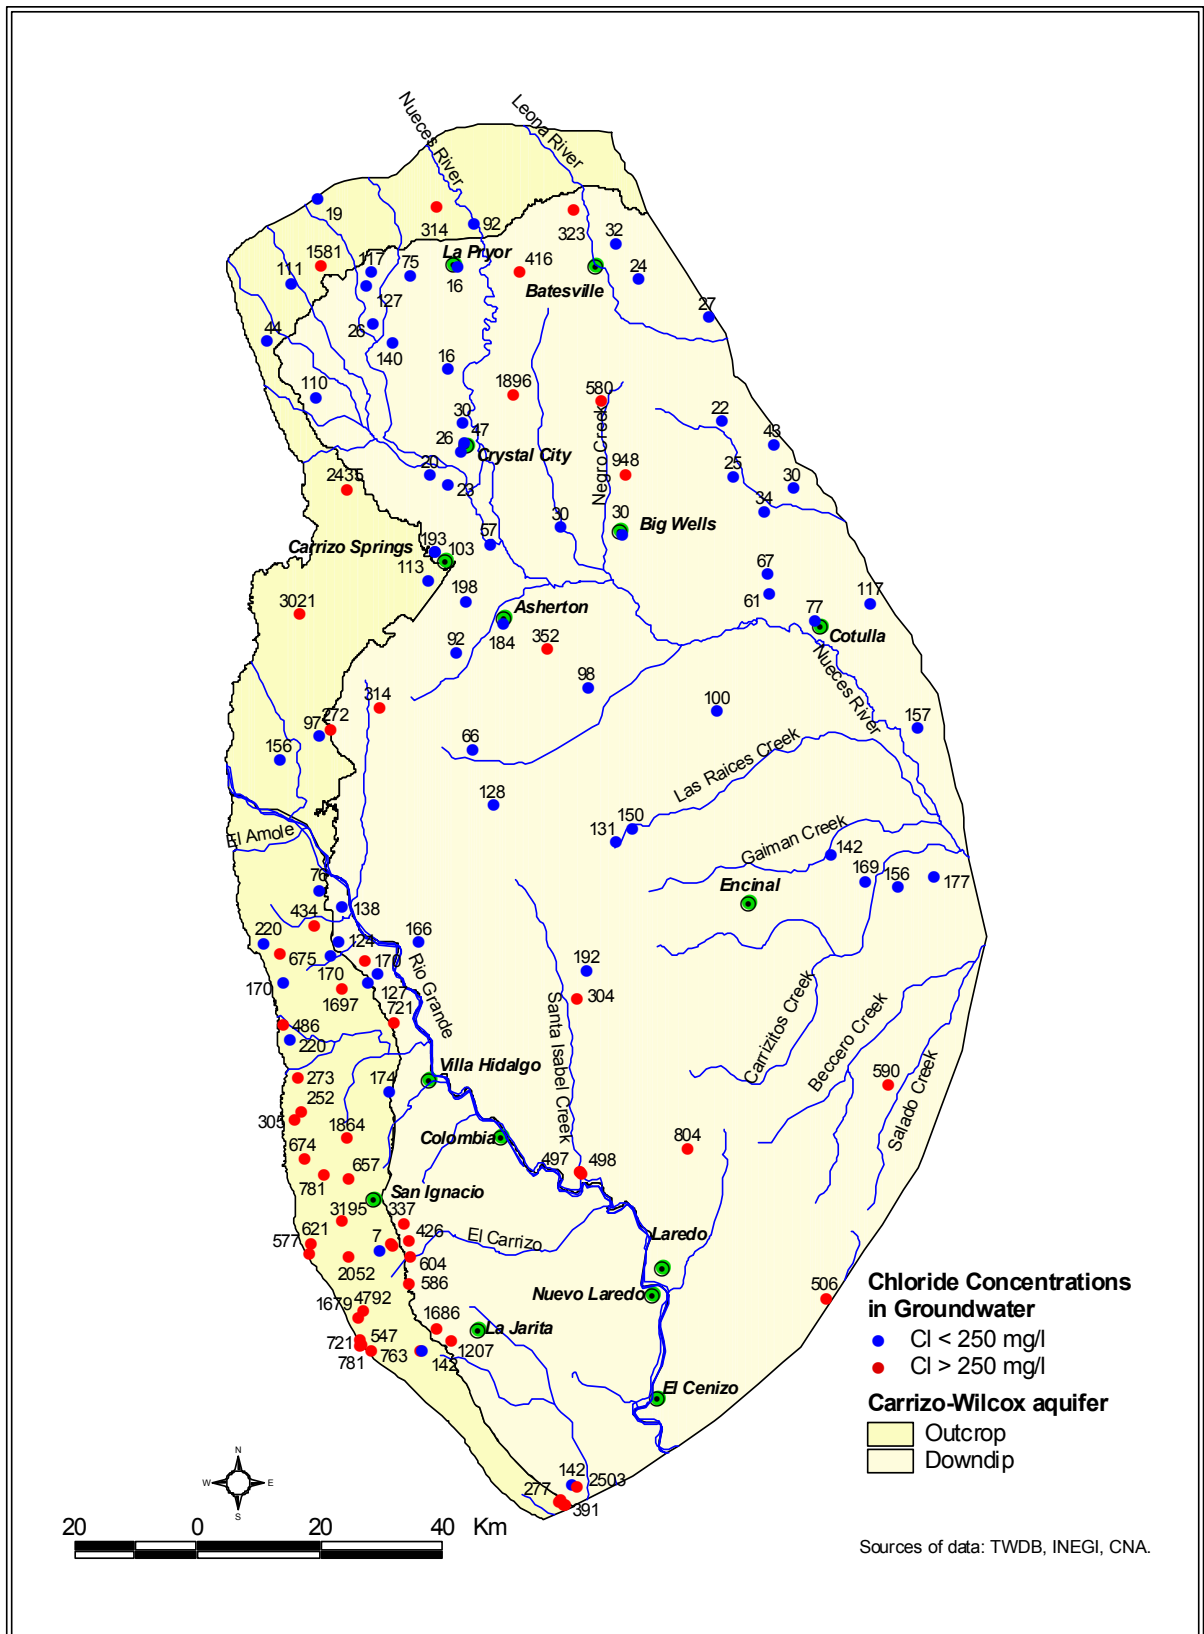 Nueces River
Leona River
19
314
92
323
32
1581
111
117
75
La Pryor
16
416
Batesville
24
127
27
44
26
140
16
110
1896
580
30
22
47
26
Crystal City
43
Negro Creek
20
948
25
30
2435
23
34
30
30
Big Wells
57
193
Carrizo Springs
103
113
67
198
61
117
3021
Asherton
77
184
352
Cotulla
92
98
Nueces River
314
100
272
97
157
156
66
Las Raices Creek
128
150
131
El Amole
Gaiman Creek
142
169
156
177
76
Encinal
138
434
220
124
166
675
170
170
192
170
1697
127
Rio Grande
304
721
486
Santa Isabel Creek
Carrizitos Creek
Beccero Creek
220
Villa Hidalgo
273
174
590
252
305
Salado Creek
1864
Colombia
804
674
497
498
657
781
San Ignacio
3195
337
621
7
426
El Carrizo
577
Laredo
2052
604
586
506
Nuevo Laredo
1679
4792
1686
La Jarita
547
721
1207
763
781
142
El Cenizo
142
2503
277
391
Chloride Concentrations
in Groundwater
Cl < 250 mg/l
Cl > 250 mg/l
Carrizo-Wilcox aquifer
Outcrop
Downdip
N
W
E
S
20 0 20 40 Km
Sources of data: TWDB, INEGI, CNA.